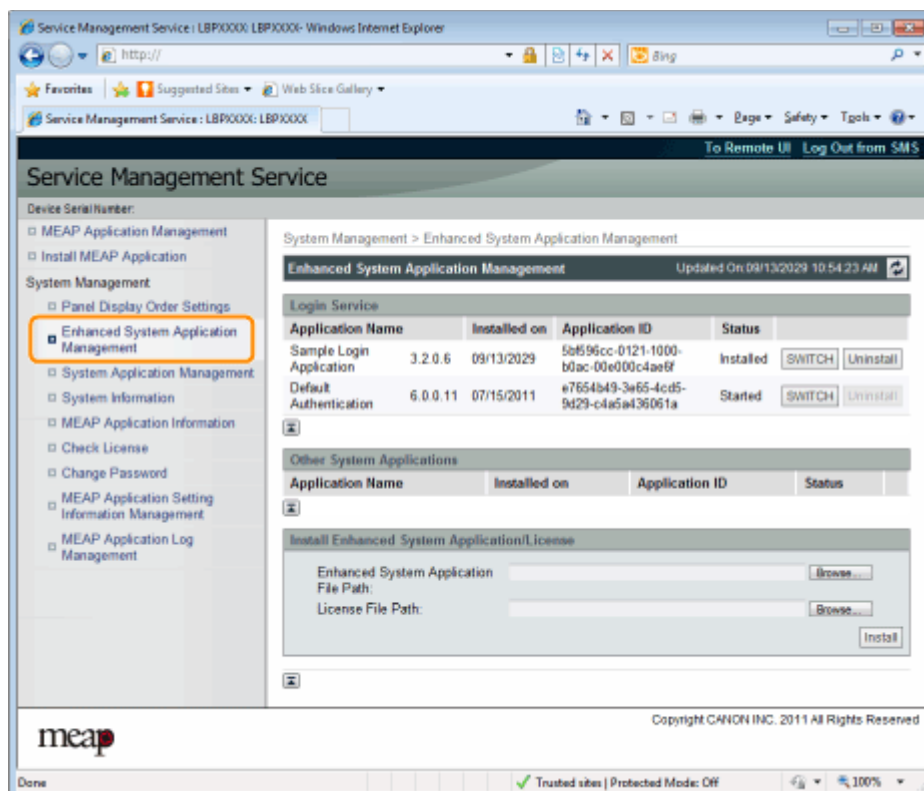 Service Management Service : LBPXXXX: LBPXXXX- Windows Internet Explorer
http://
Bing
Favorites Suggested Sites Web Slice Gallery
Service Management Service : LBPXXXX: LBPXXXX
Page Safety Tools
To Remote UI Log Out from SMS
Service Management Service
Device Serial Number:
MEAP Application Management
Install MEAP Application
System Management
Panel Display Order Settings
Enhanced System Application
Management
System Application Management
System Information
MEAP Application Information
Check License
Change Password
MEAP Application Setting
Information Management
MEAP Application Log
Management
System Management > Enhanced System Application Management
Enhanced System Application Management Updated On:09/13/2029 10:54:23 AM
Login Service
Application Name Installed on Application ID Status
Sample Login
Application 3.2.0.6 09/13/2029 5bf596cc-0121-1000-
b0ac-00e000c4ae6f Installed SWITCH Uninstall
Default
Authentication 6.0.0.11 07/15/2011 e7654b49-3e65-4cd5-
9d29-c4a5a436061a Started SWITCH Uninstall
Other System Applications
Application Name Installed on Application ID Status
Install Enhanced System Application/License
Enhanced System Application
File Path: Browse...
License File Path: Browse...
Install
Copyright CANON INC. 2011 All Rights Reserved
meap
Done Trusted sites | Protected Mode: Off 100%